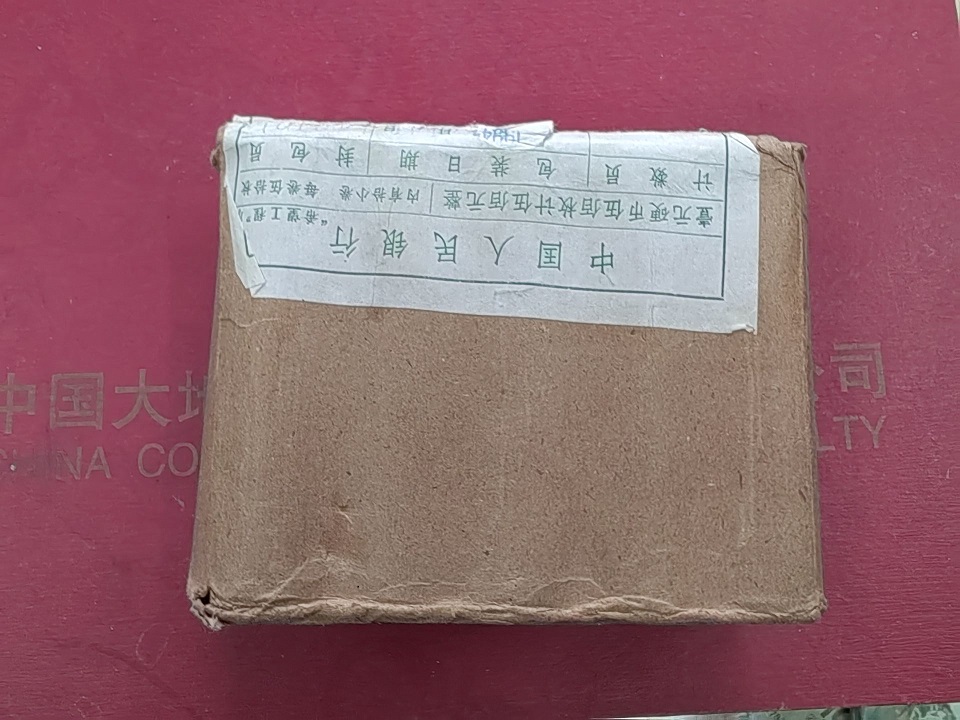 中国人民银行
"希望工程"
壹元硬币伍佰枚计伍佰元整 内有拾小卷 每卷伍拾枚
计数员 包装日期 封包员
1994
中国大 公司
CHINA CO LTY